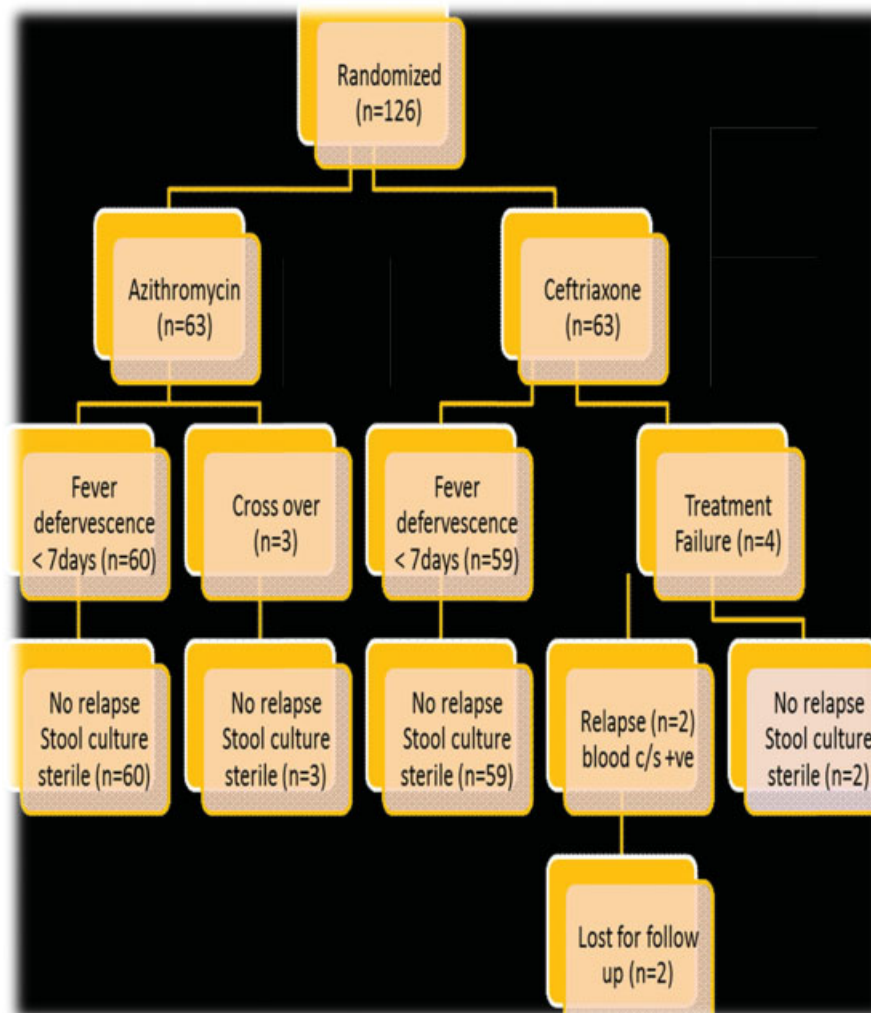 Randomized
(n=126)
Azithromycin
(n=63)
Ceftriaxone
(n=63)
Fever
defervescence
< 7days (n=60)
Cross over
(n=3)
Fever
defervescence
< 7days (n=59)
Treatment
Failure (n=4)
No relapse
Stool culture
sterile (n=60)
No relapse
Stool culture
sterile (n=3)
No relapse
Stool culture
sterile (n=59)
Relapse (n=2)
blood c/s +ve
No relapse
Stool culture
sterile (n=2)
Lost for follow
up (n=2)